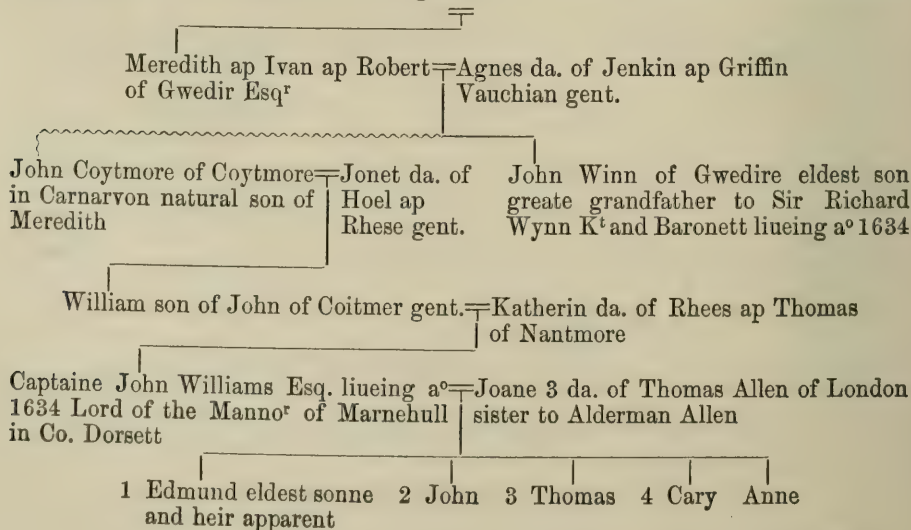 Meredith ap Ivan ap Robert=Agnes da. of Jenkin ap Griffin
of Gwedir Esqʳ
Vauchian gent.
John Coytmore of Coytmore=Jonet da. of
in Carnarvon natural son of
Meredith
Hoel ap
Rhese gent.
John Winn of Gwedire eldest son
greate grandfather to Sir Richard
Wynn Kᵗ and Baronett liueing aᵒ 1634
William son of John of Coitmer gent.=Katherin da. of Rhees ap Thomas
of Nantmore
Captaine John Williams Esq. liueing aᵒ=Joane 3 da. of Thomas Allen of London
1634 Lord of the Mannoʳ of Marnehull
in Co. Dorsett
sister to Alderman Allen
1 Edmund eldest sonne
and heir apparent
2 John
3 Thomas
4 Cary
Anne